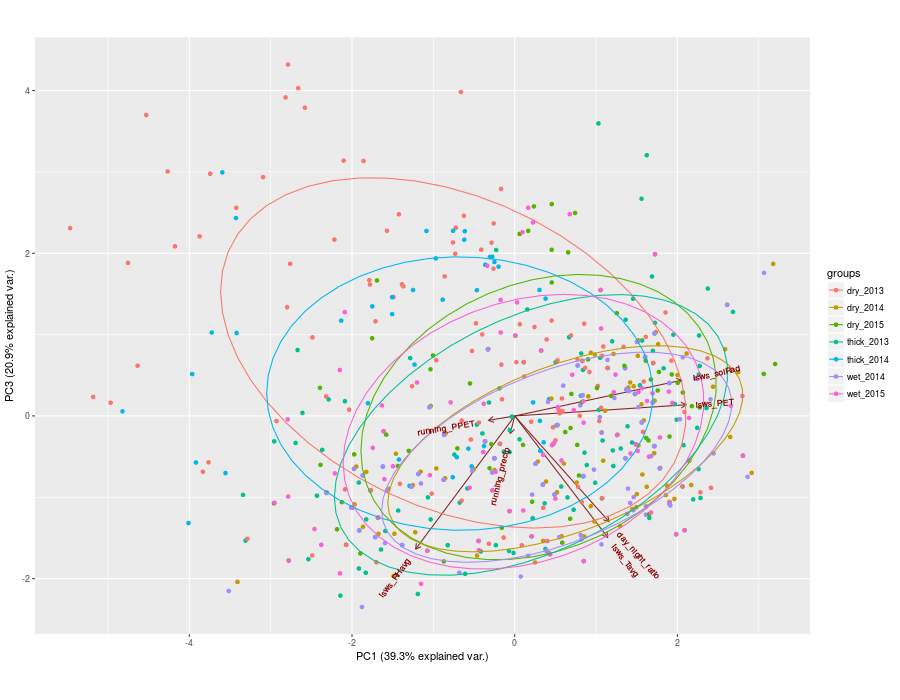 PC3 (20.9% explained var.)
4
2
0
-2
-4
-2
0
2
PC1 (39.3% explained var.)
lsws_solRad
lsws_PET
running_PPET
running_precip
day_night_ratio
lsws_Tavg
lsws_RHavg
groups
dry_2013
dry_2014
dry_2015
thick_2013
thick_2014
wet_2014
wet_2015